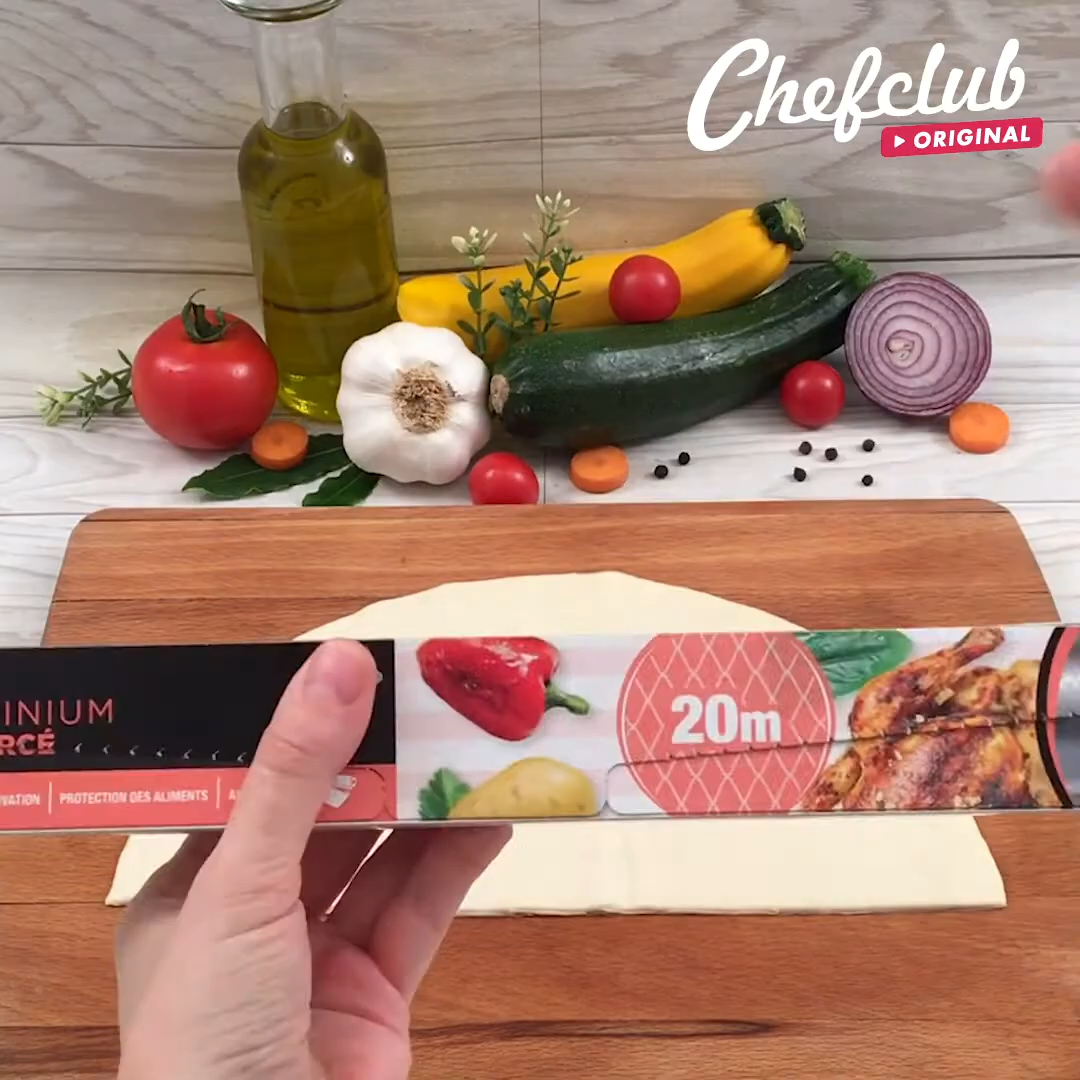 Chefclub
ORIGINAL
INIUM
RCÉ
20m
VATION
PROTECTION DES ALIMENTS